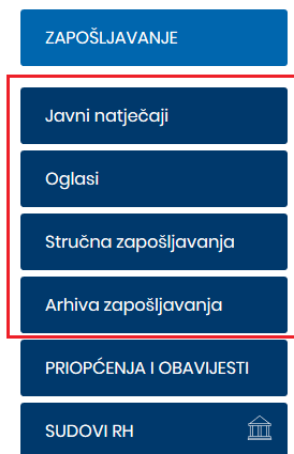 ZAPOŠLJAVANJE
Javni natječaji
Oglasi
Stručna zapošljavanja
Arhiva zapošljavanja
PRIOPĆENJA I OBAVIJESTI
SUDOVI RH